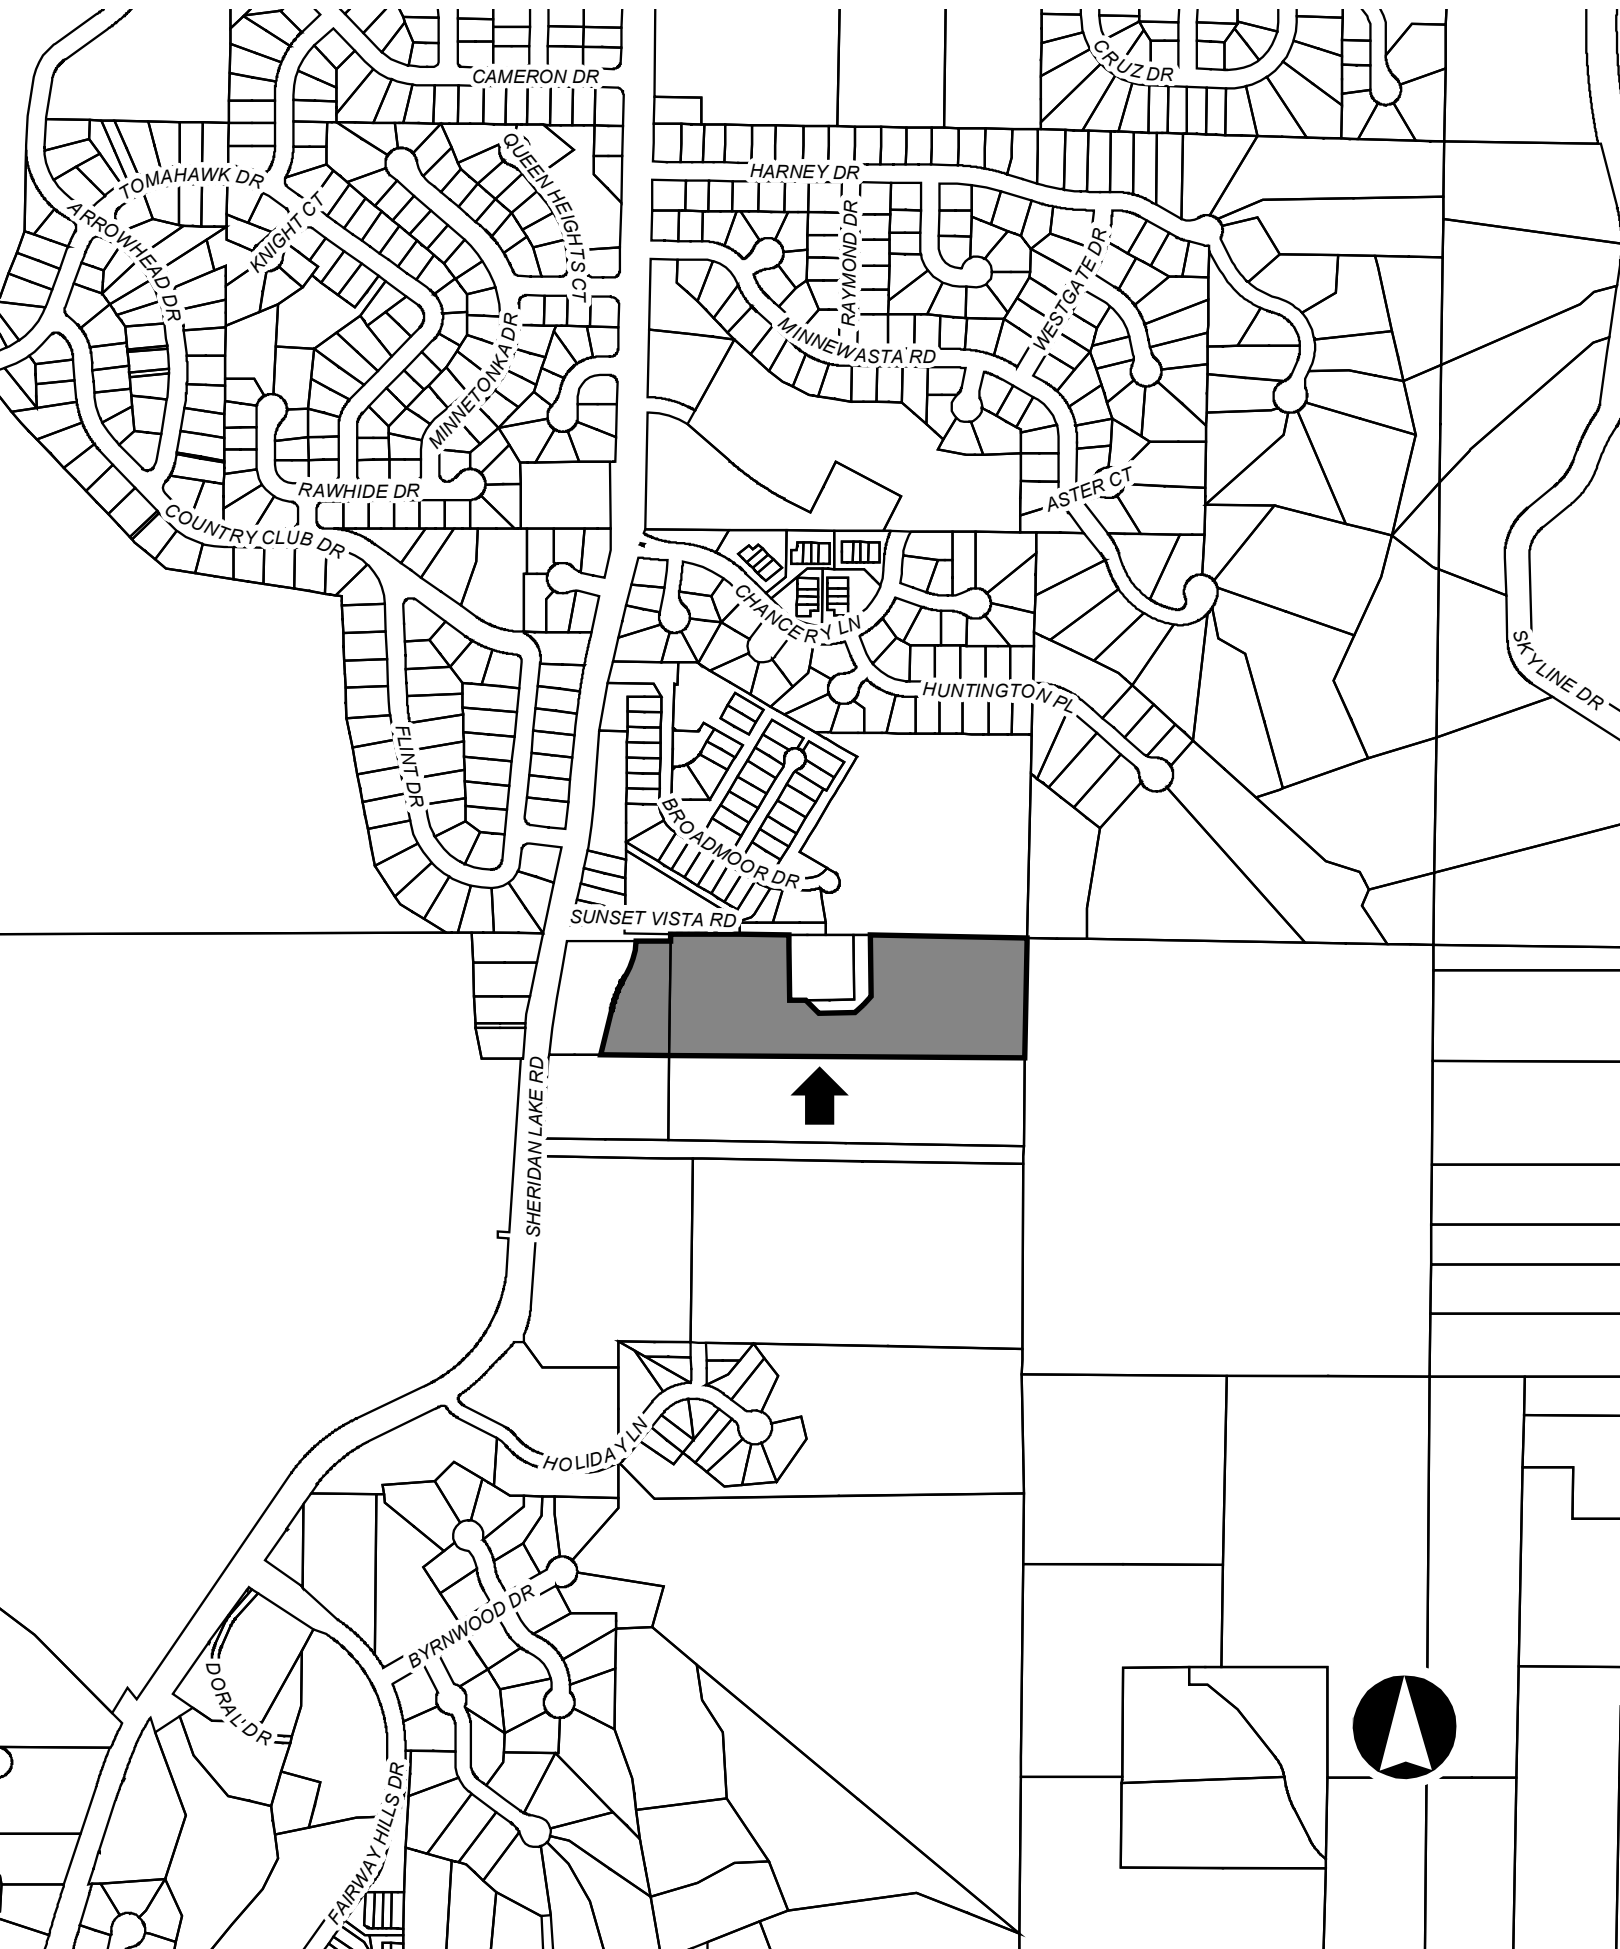 CAMERON DR
CRUZ DR
QUEEN HEIGHTS CT
HARNEY DR
TOMAHAWK DR
KNIGHT CT
ARROWHEAD DR
RAYMOND DR
WESTGATE DR
MINNEWASTA RD
MINNETONKA DR
RAWHIDE DR
ASTER CT
COUNTRY CLUB DR
CHANCERY LN
SKYLINE DR
HUNTINGTON PL
FLINT DR
BROADMOOR DR
SUNSET VISTA RD
SHERIDAN LAKE RD
HOLIDAY LN
BYRNWOOD DR
DORAL DR
FAIRWAY HILLS DR